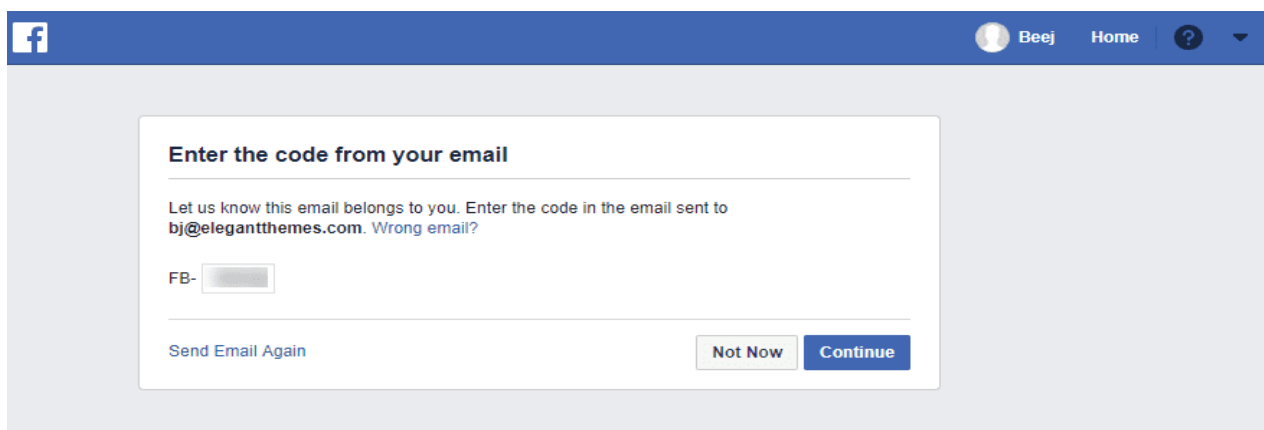 f
Beej Home ?
Enter the code from your email
Let us know this email belongs to you. Enter the code in the email sent to
bj@elegantthemes.com. Wrong email?
FB-
Send Email Again Not Now Continue